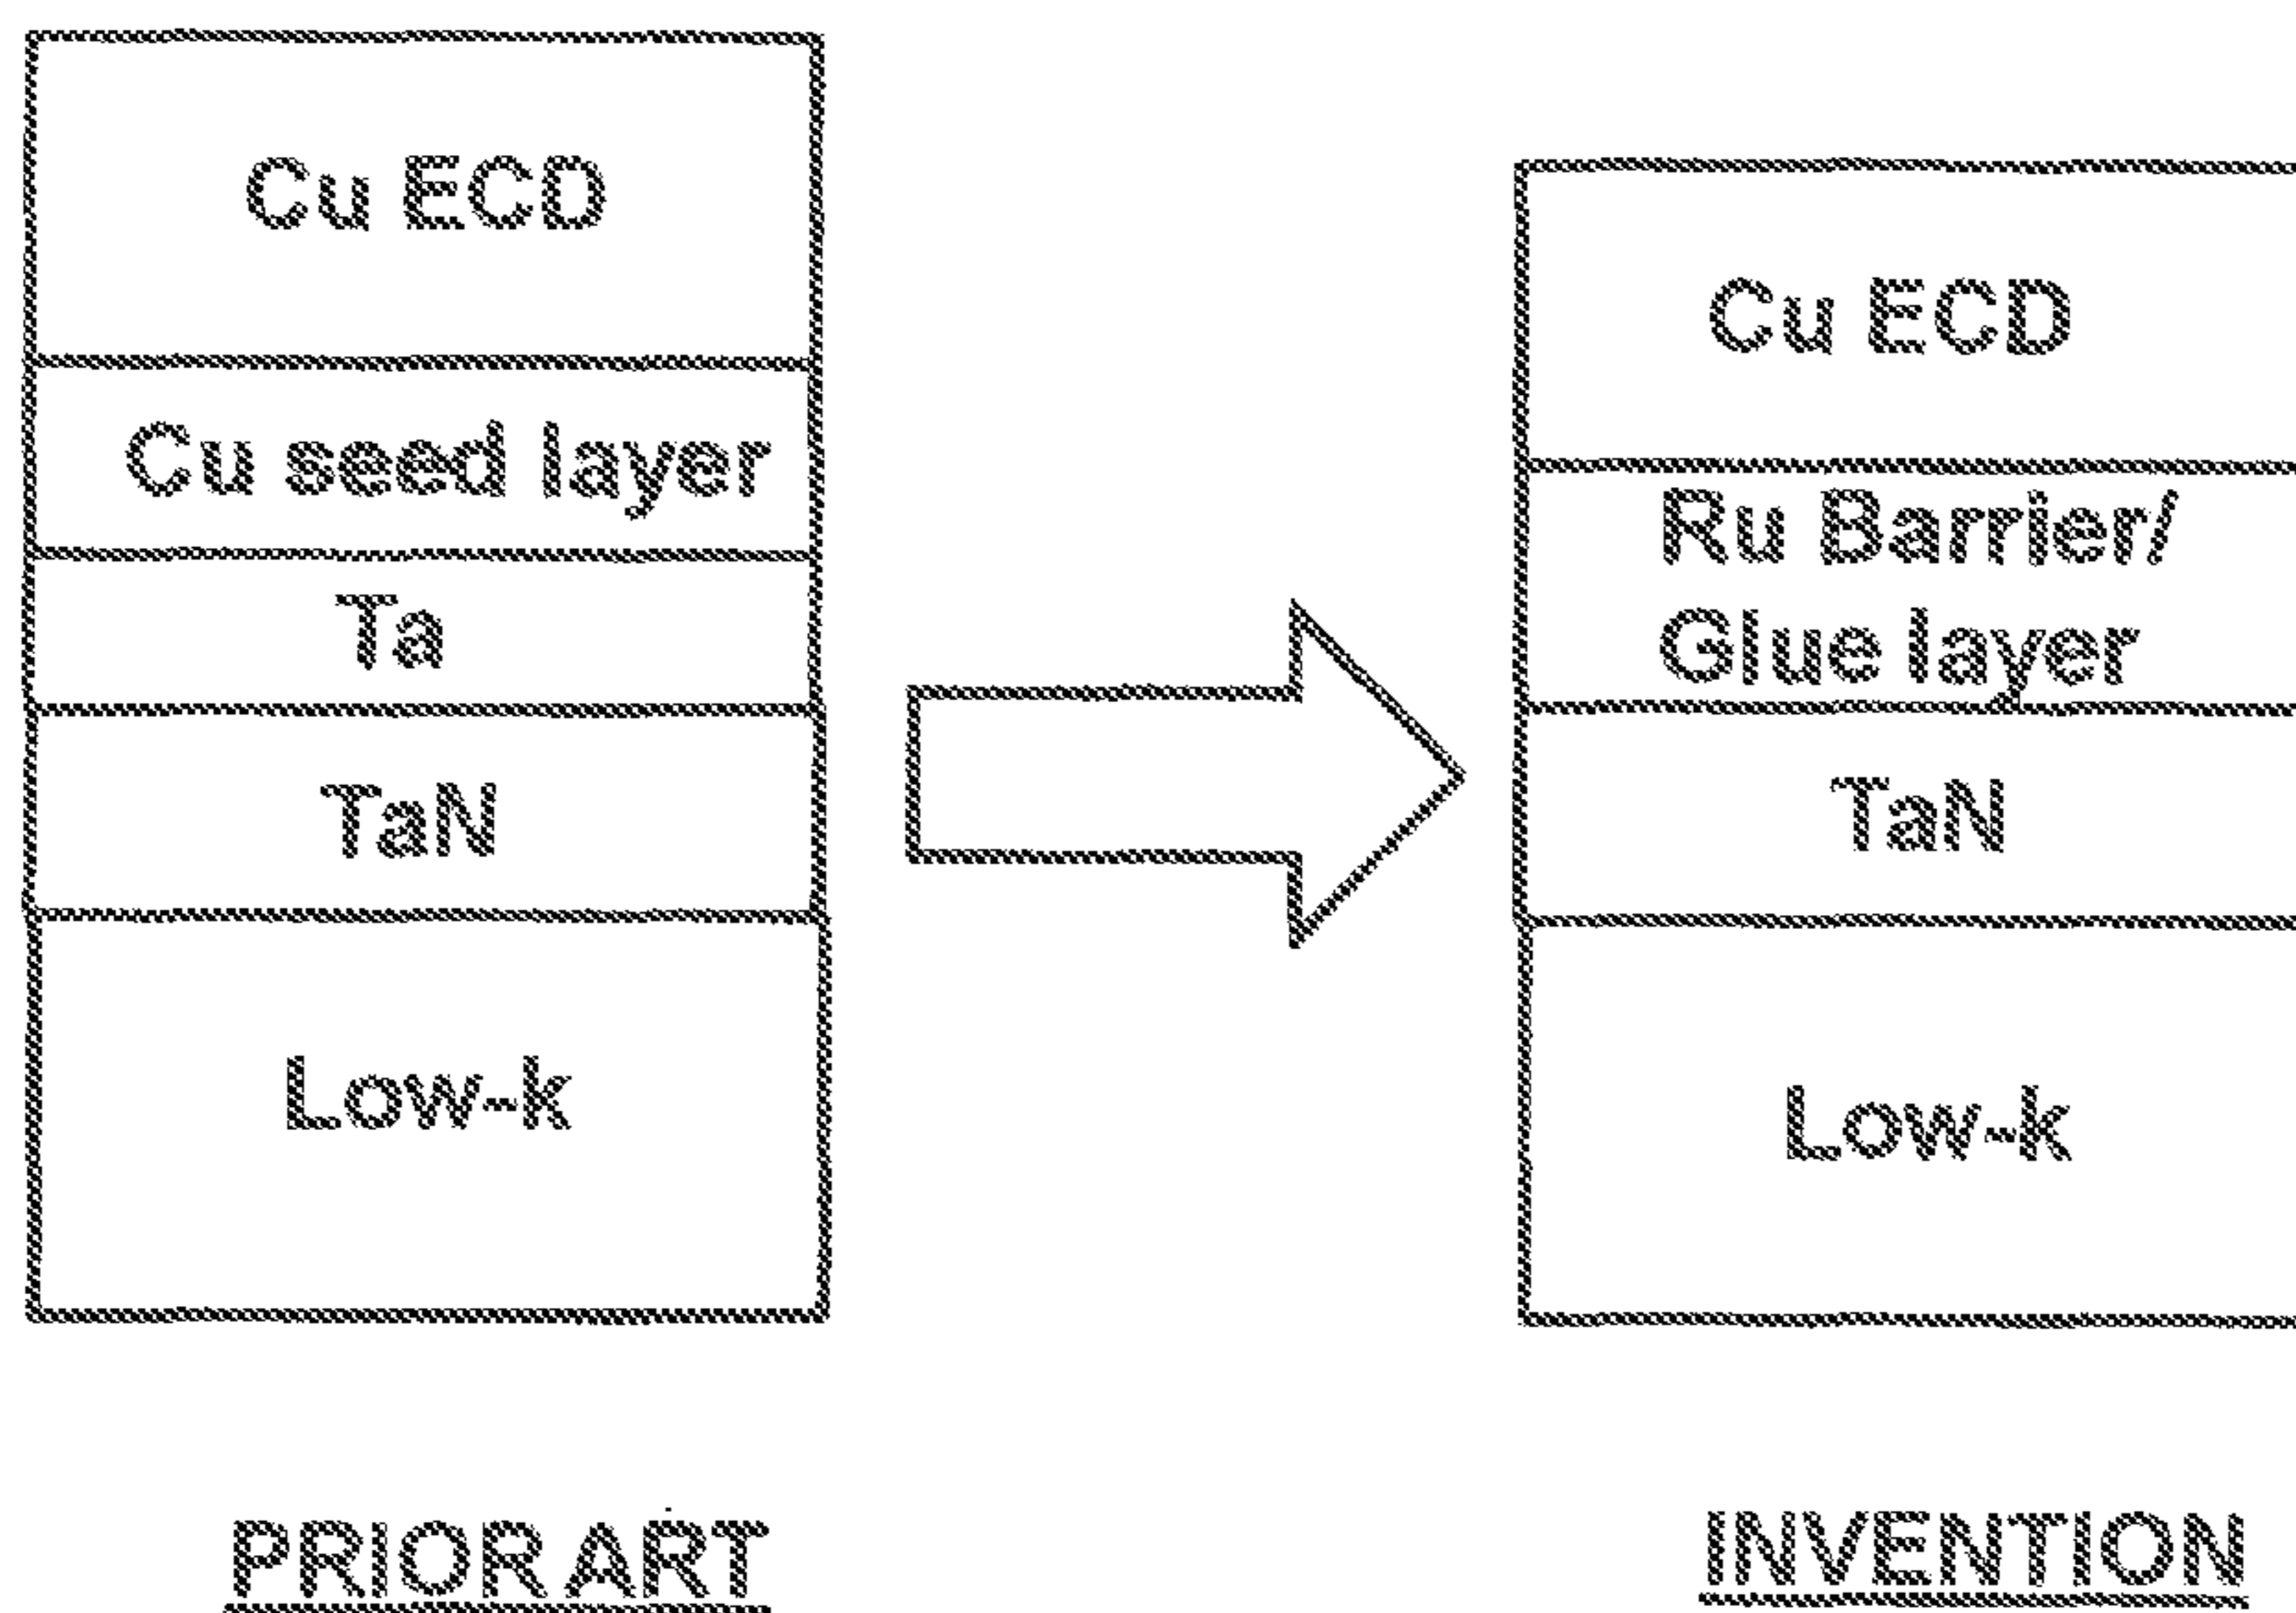 Cu ECD
Cu seed layer
Ta
TaN
Low-k
PRIOR ART
Cu ECD
Ru Barrier/
Glue layer
TaN
Low-k
INVENTION